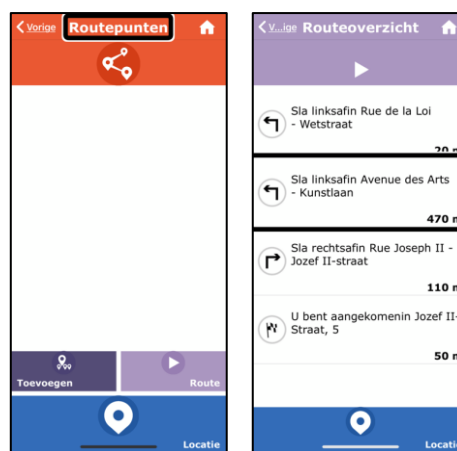 Vorige Routepunten
Toevoegen
Route
Locatie
V...ige Routeoverzicht
Sla linksafin Rue de la Loi
- Wetstraat
20
Sla linksafin Avenue des Arts
- Kunstlaan
470 m
Sla rechtsafin Rue Joseph II -
Jozef II-straat
110 m
U bent aangekomenin Jozef II-
Straat, 5
50 m
Locatie